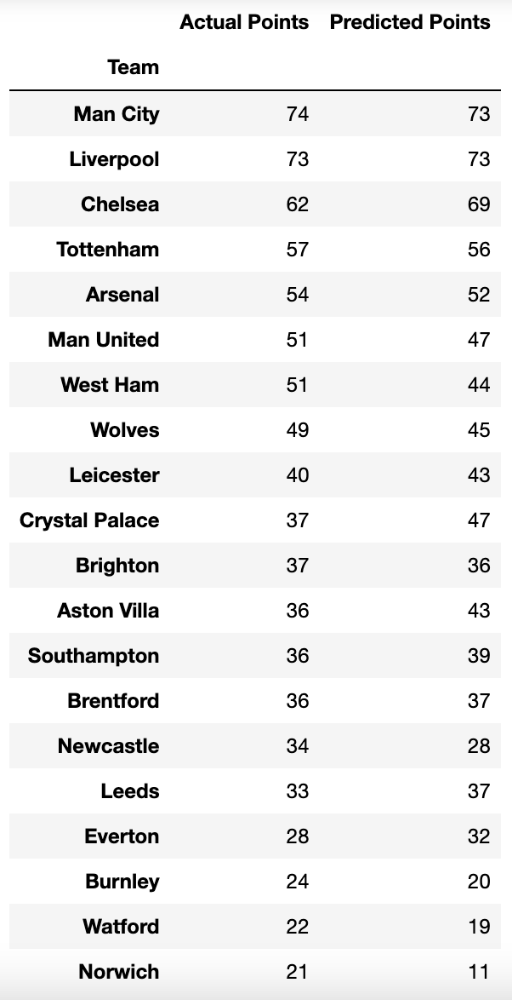 Actual Points Predicted Points
Team
Man City 74 73
Liverpool 73 73
Chelsea 62 69
Tottenham 57 56
Arsenal 54 52
Man United 51 47
West Ham 51 44
Wolves 49 45
Leicester 40 43
Crystal Palace 37 47
Brighton 37 36
Aston Villa 36 43
Southampton 36 39
Brentford 36 37
Newcastle 34 28
Leeds 33 37
Everton 28 32
Burnley 24 20
Watford 22 19
Norwich 21 11